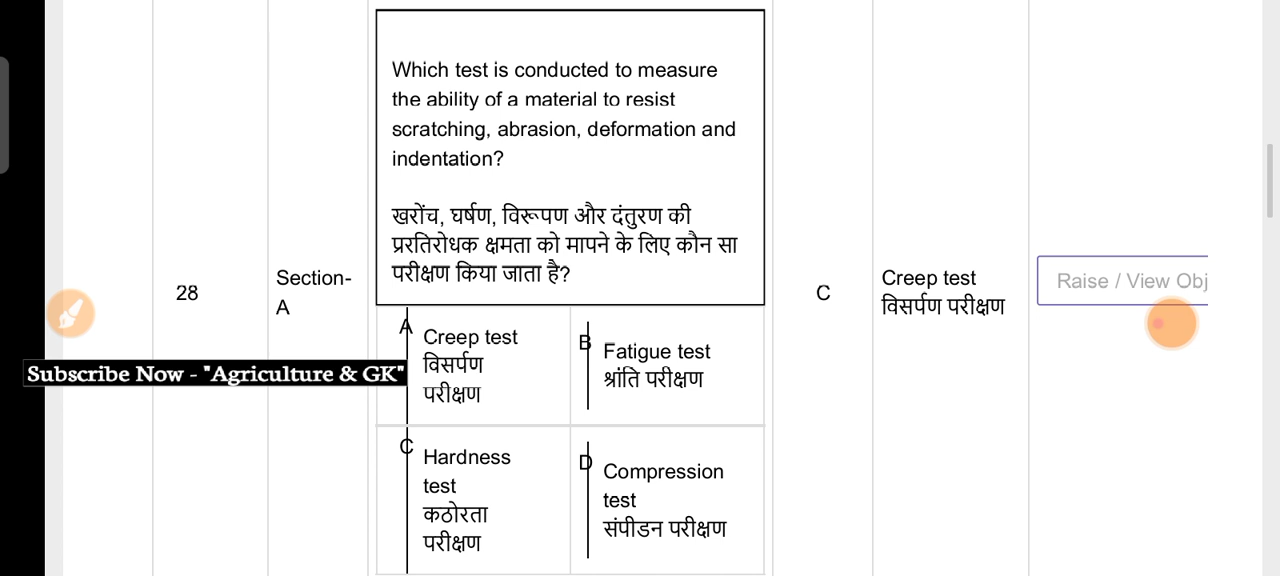 Which test is conducted to measure
the ability of a material to resist
scratching, abrasion, deformation and
indentation?
खरोंच, घर्षण, विरूपण और दंतुरण की
प्ररतिरोधक क्षमता को मापने के लिए कौन सा
परीक्षण किया जाता है?
28
Section-
A
C
Creep test
विसर्पण परीक्षण
Raise / View Obj
A
Creep test
विसर्पण
परीक्षण
B
Fatigue test
श्रांति परीक्षण
Subscribe Now - "Agriculture & GK"
C
Hardness
test
कठोरता
परीक्षण
D
Compression
test
संपीडन परीक्षण